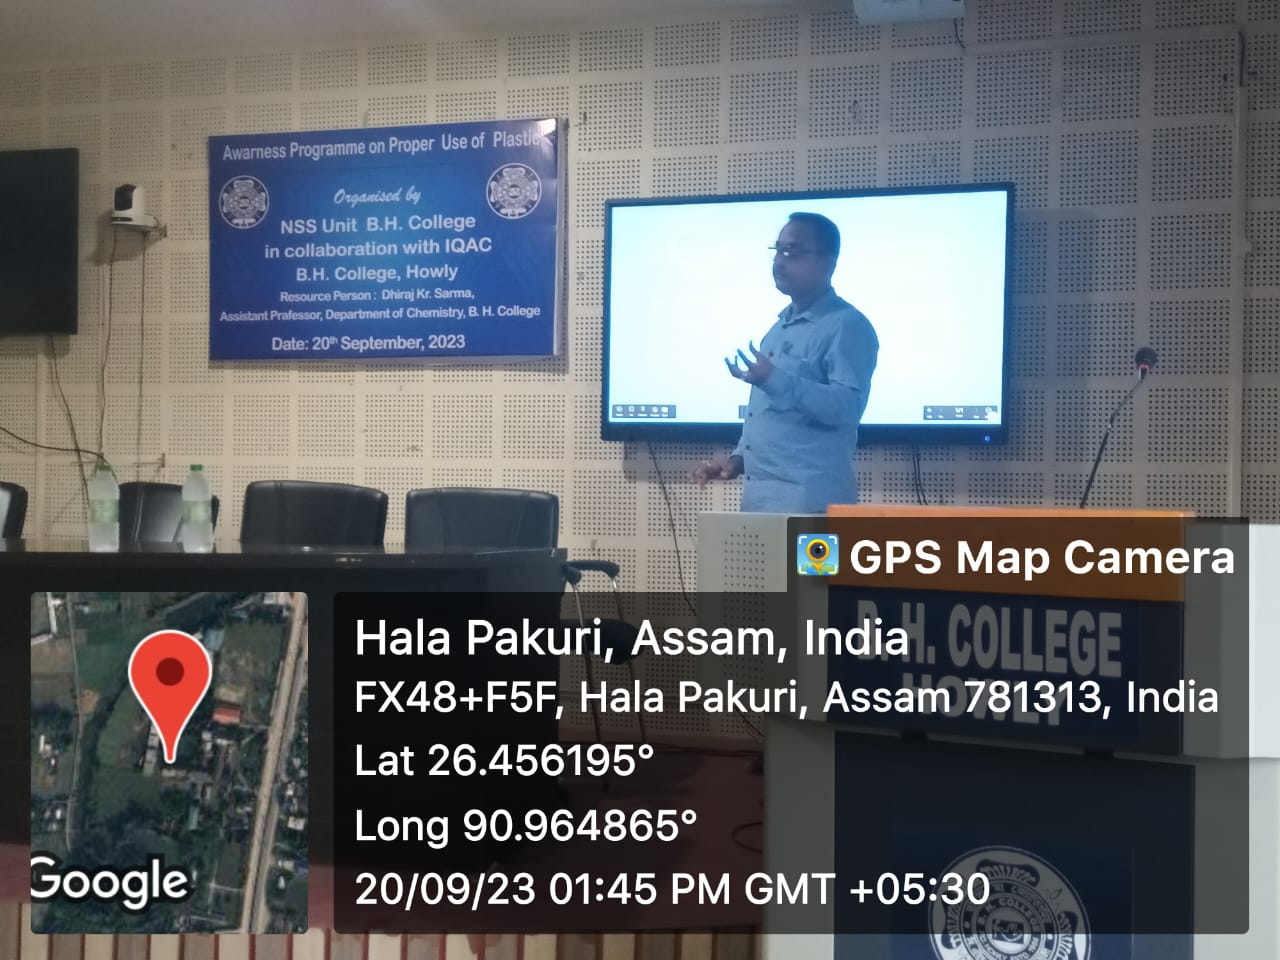 Awarness Programme on Proper Use of Plastic
Organised by
NSS Unit B.H. College
in collaboration with IQAC
B.H. College, Howly
Resource Person : Dhiraj Kr. Sarma,
Assistant Professor, Department of Chemistry, B. H. College
Date: 20th September, 2023
GPS Map Camera
B.H. COLLEGE
HOWLY
Hala Pakuri, Assam, India
FX48+F5F, Hala Pakuri, Assam 781313, India
Lat 26.456195°
Long 90.964865°
20/09/23 01:45 PM GMT +05:30
Google